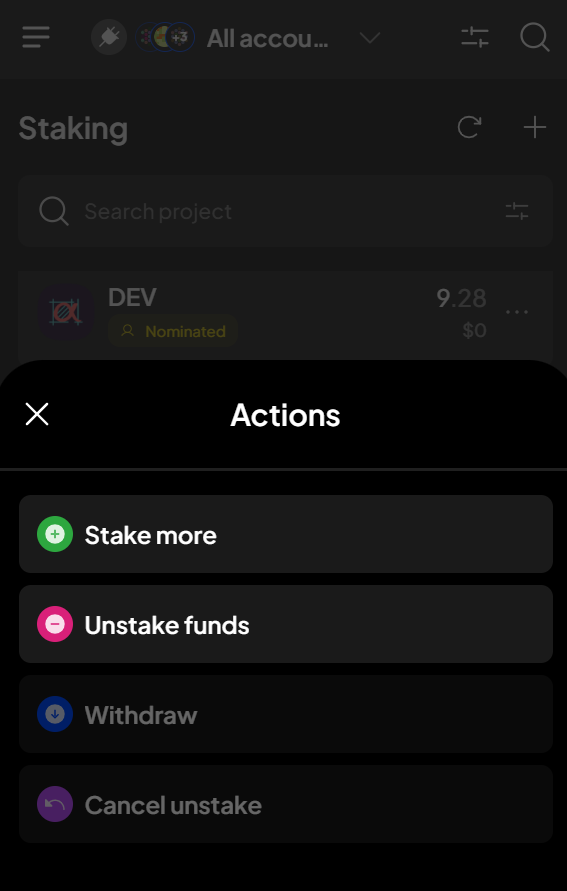 +3 All accou...
Staking
Search project
DEV 9.28
Nominated $0
Actions
Stake more
Unstake funds
Withdraw
Cancel unstake